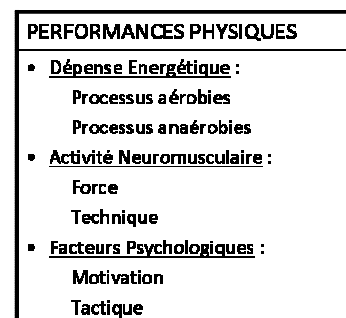 PERFORMANCES PHYSIQUES
• Dépense Energétique :
Processus aérobies
Processus anaérobies
• Activité Neuromusculaire :
Force
Technique
• Facteurs Psychologiques :
Motivation
Tactique